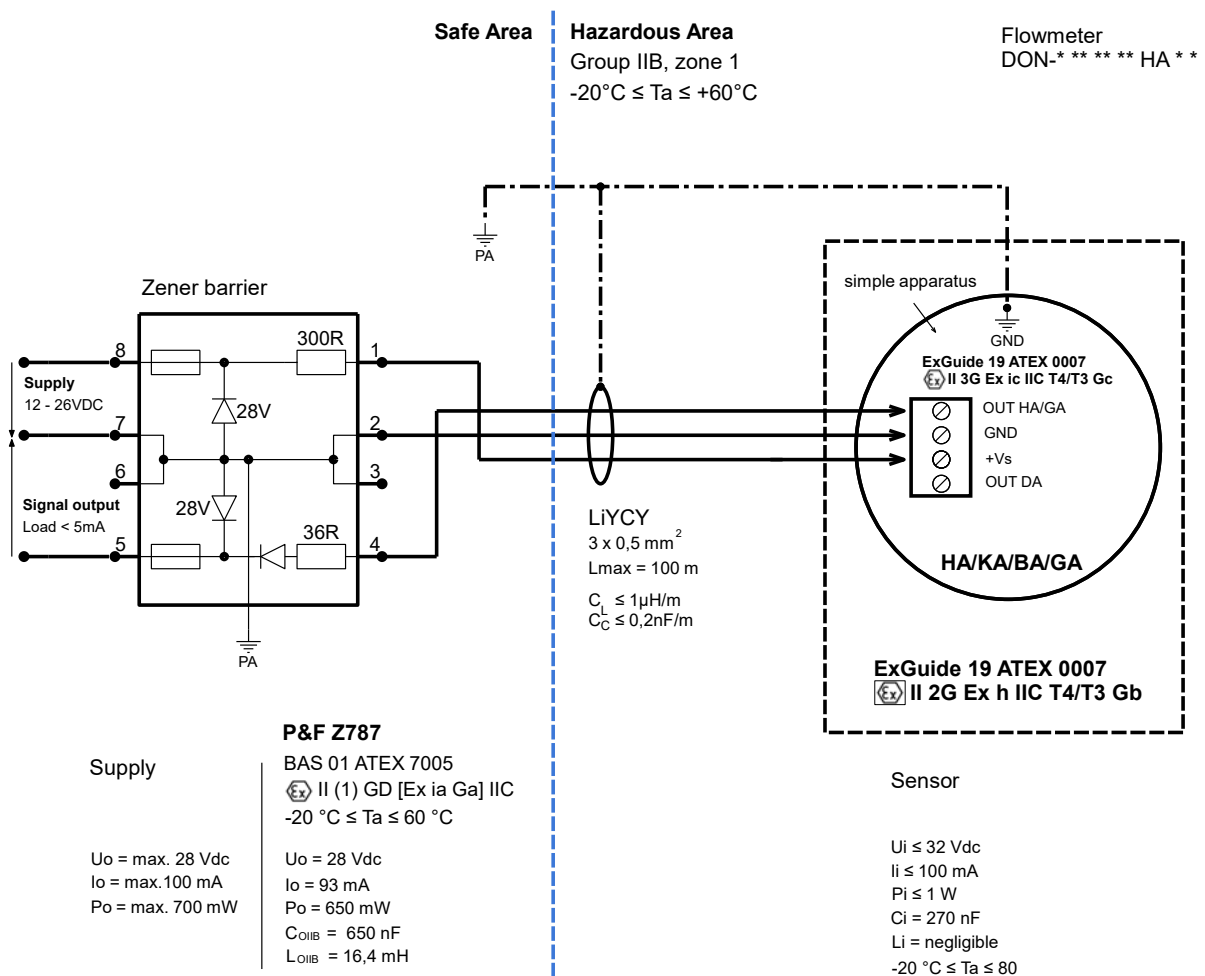 Safe Area
Hazardous Area
Group IIB, zone 1
-20°C ≤ Ta ≤ +60°C
Flowmeter
DON-* ** ** ** HA * *
PA
Zener barrier
8
300R
1
Supply
12 - 26VDC
28V
7
2
6
3
Signal output
Load < 5mA
28V
36R
5
4
PA
simple apparatus
GND
ExGuide 19 ATEX 0007
Ex II 3G Ex ic IIC T4/T3 Gc
OUT HA/GA
GND
+Vs
OUT DA
HA/KA/BA/GA
LiYCY
3 x 0,5 mm²
Lmax = 100 m
C_L ≤ 1µH/m
C_C ≤ 0,2nF/m
ExGuide 19 ATEX 0007
Ex II 2G Ex h IIC T4/T3 Gb
Supply
Uo = max. 28 Vdc
Io = max.100 mA
Po = max. 700 mW
P&F Z787
BAS 01 ATEX 7005
Ex II (1) GD [Ex ia Ga] IIC
-20 °C ≤ Ta ≤ 60 °C
Uo = 28 Vdc
Io = 93 mA
Po = 650 mW
C_OIIB = 650 nF
L_OIIB = 16,4 mH
Sensor
Ui ≤ 32 Vdc
Ii ≤ 100 mA
Pi ≤ 1 W
Ci = 270 nF
Li = negligible
-20 °C ≤ Ta ≤ 80